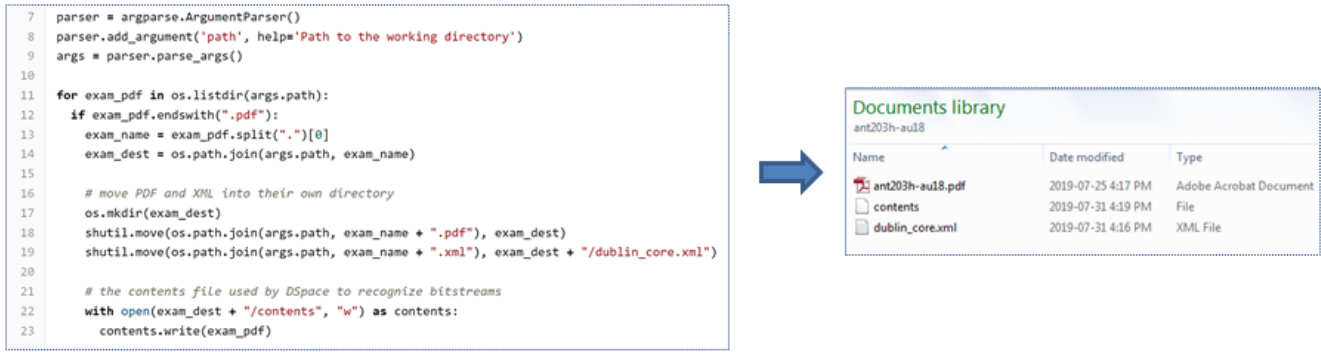 7 parser = argparse.ArgumentParser()
8 parser.add_argument('path', help='Path to the working directory')
9 args = parser.parse_args()
10
11 for exam_pdf in os.listdir(args.path):
12 if exam_pdf.endswith(".pdf"):
13 exam_name = exam_pdf.split(".")[0]
14 exam_dest = os.path.join(args.path, exam_name)
15
16 # move PDF and XML into their own directory
17 os.mkdir(exam_dest)
18 shutil.move(os.path.join(args.path, exam_name + ".pdf"), exam_dest)
19 shutil.move(os.path.join(args.path, exam_name + ".xml"), exam_dest + "/dublin_core.xml")
20
21 # the contents file used by DSpace to recognize bitstreams
22 with open(exam_dest + "/contents", "w") as contents:
23 contents.write(exam_pdf)
Documents library
ant203h-au18
Name Date modified Type
ant203h-au18.pdf 2019-07-25 4:17 PM Adobe Acrobat Document
contents 2019-07-31 4:19 PM File
dublin_core.xml 2019-07-31 4:16 PM XML File